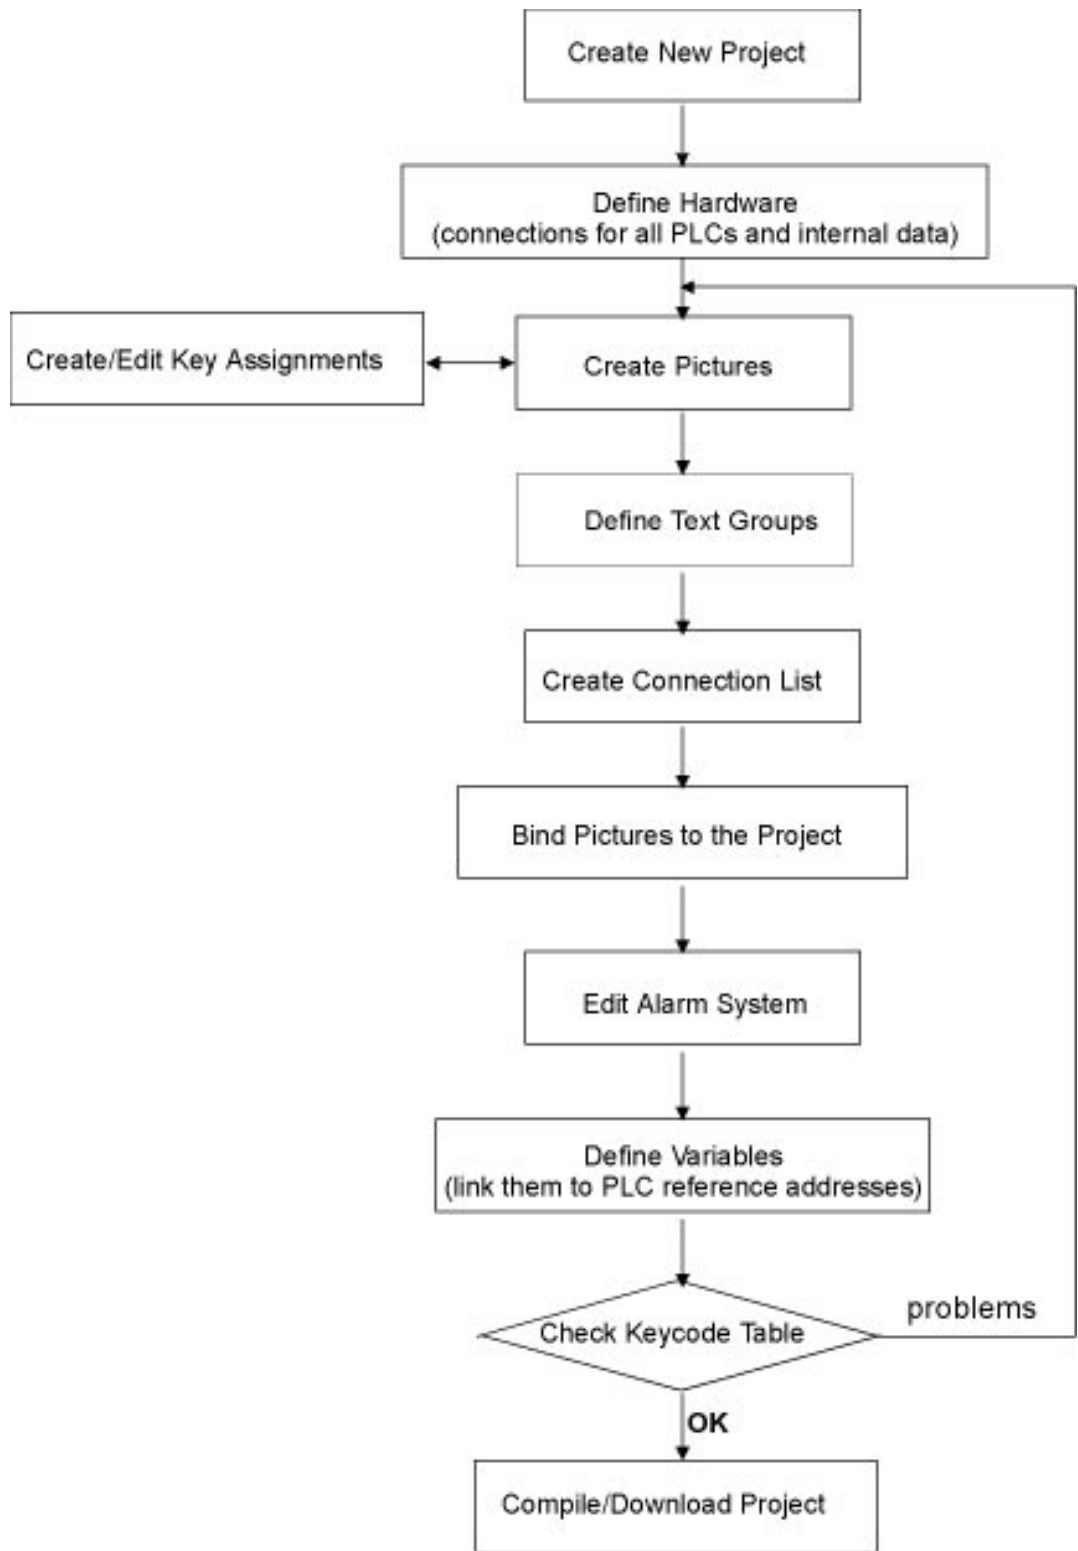 Create New Project
Define Hardware
(connections for all PLCs and internal data)
Create/Edit Key Assignments
Create Pictures
Define Text Groups
Create Connection List
Bind Pictures to the Project
Edit Alarm System
Define Variables
(link them to PLC reference addresses)
problems
Check Keycode Table
OK
Compile/Download Project